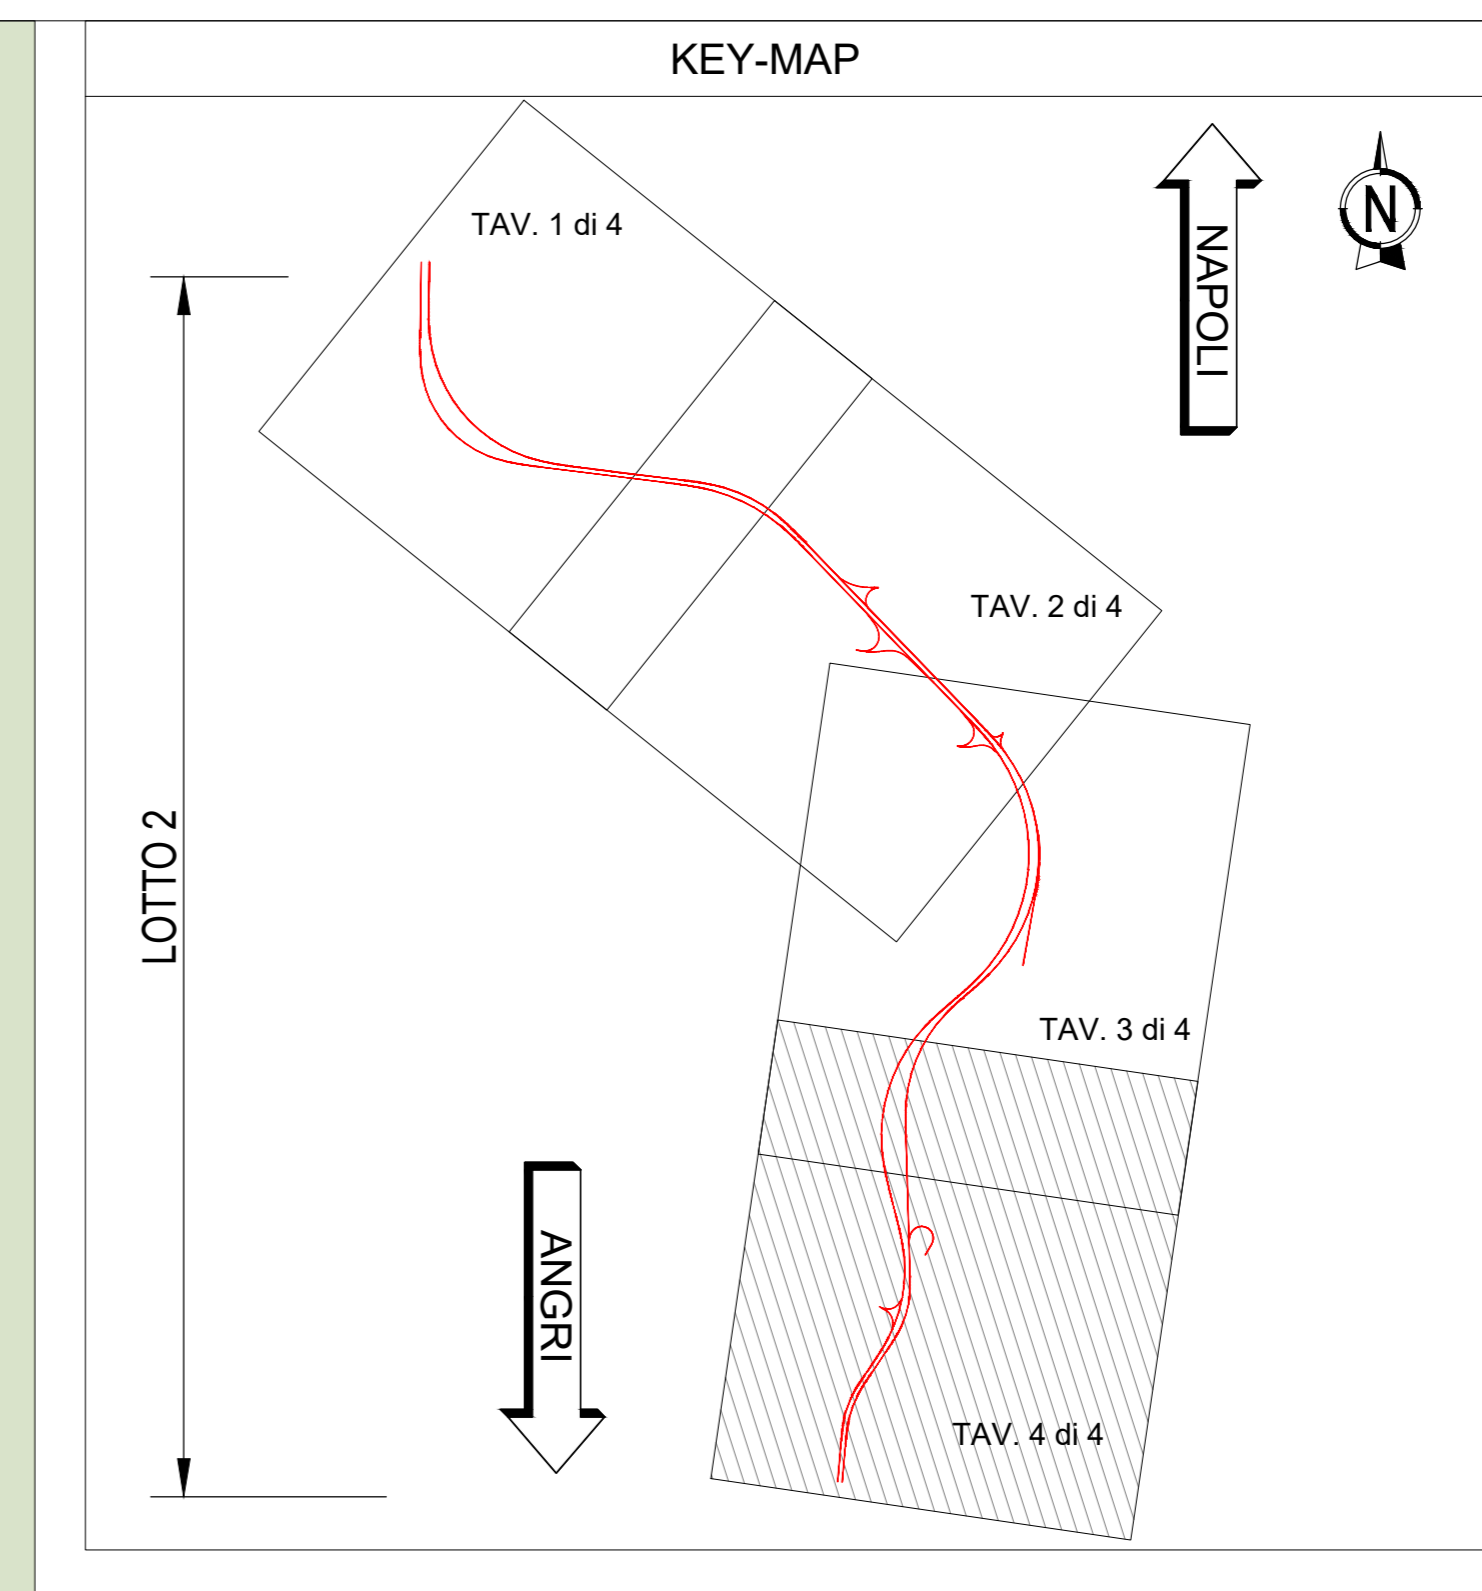 KEY-MAP
TAV. 1 di 4
NAPOLI
N
TAV. 2 di 4
LOTTO 2
TAV. 3 di 4
ANGRI
TAV. 4 di 4